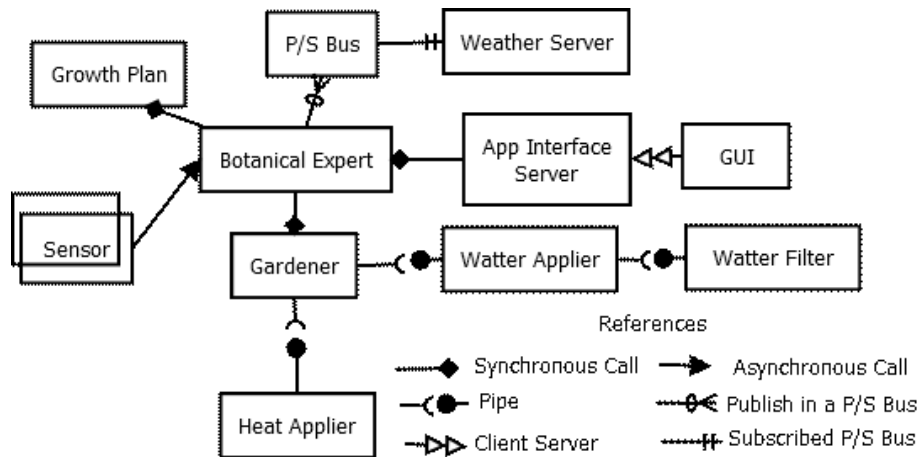 P/S Bus
Weather Server
Growth Plan
Botanical Expert
App Interface
Server
GUI
Sensor
Gardener
Watter Applier
Watter Filter
References
Synchronous Call
Asynchronous Call
Pipe
Publish in a P/S Bus
Heat Applier
Client Server
Subscribed P/S Bus